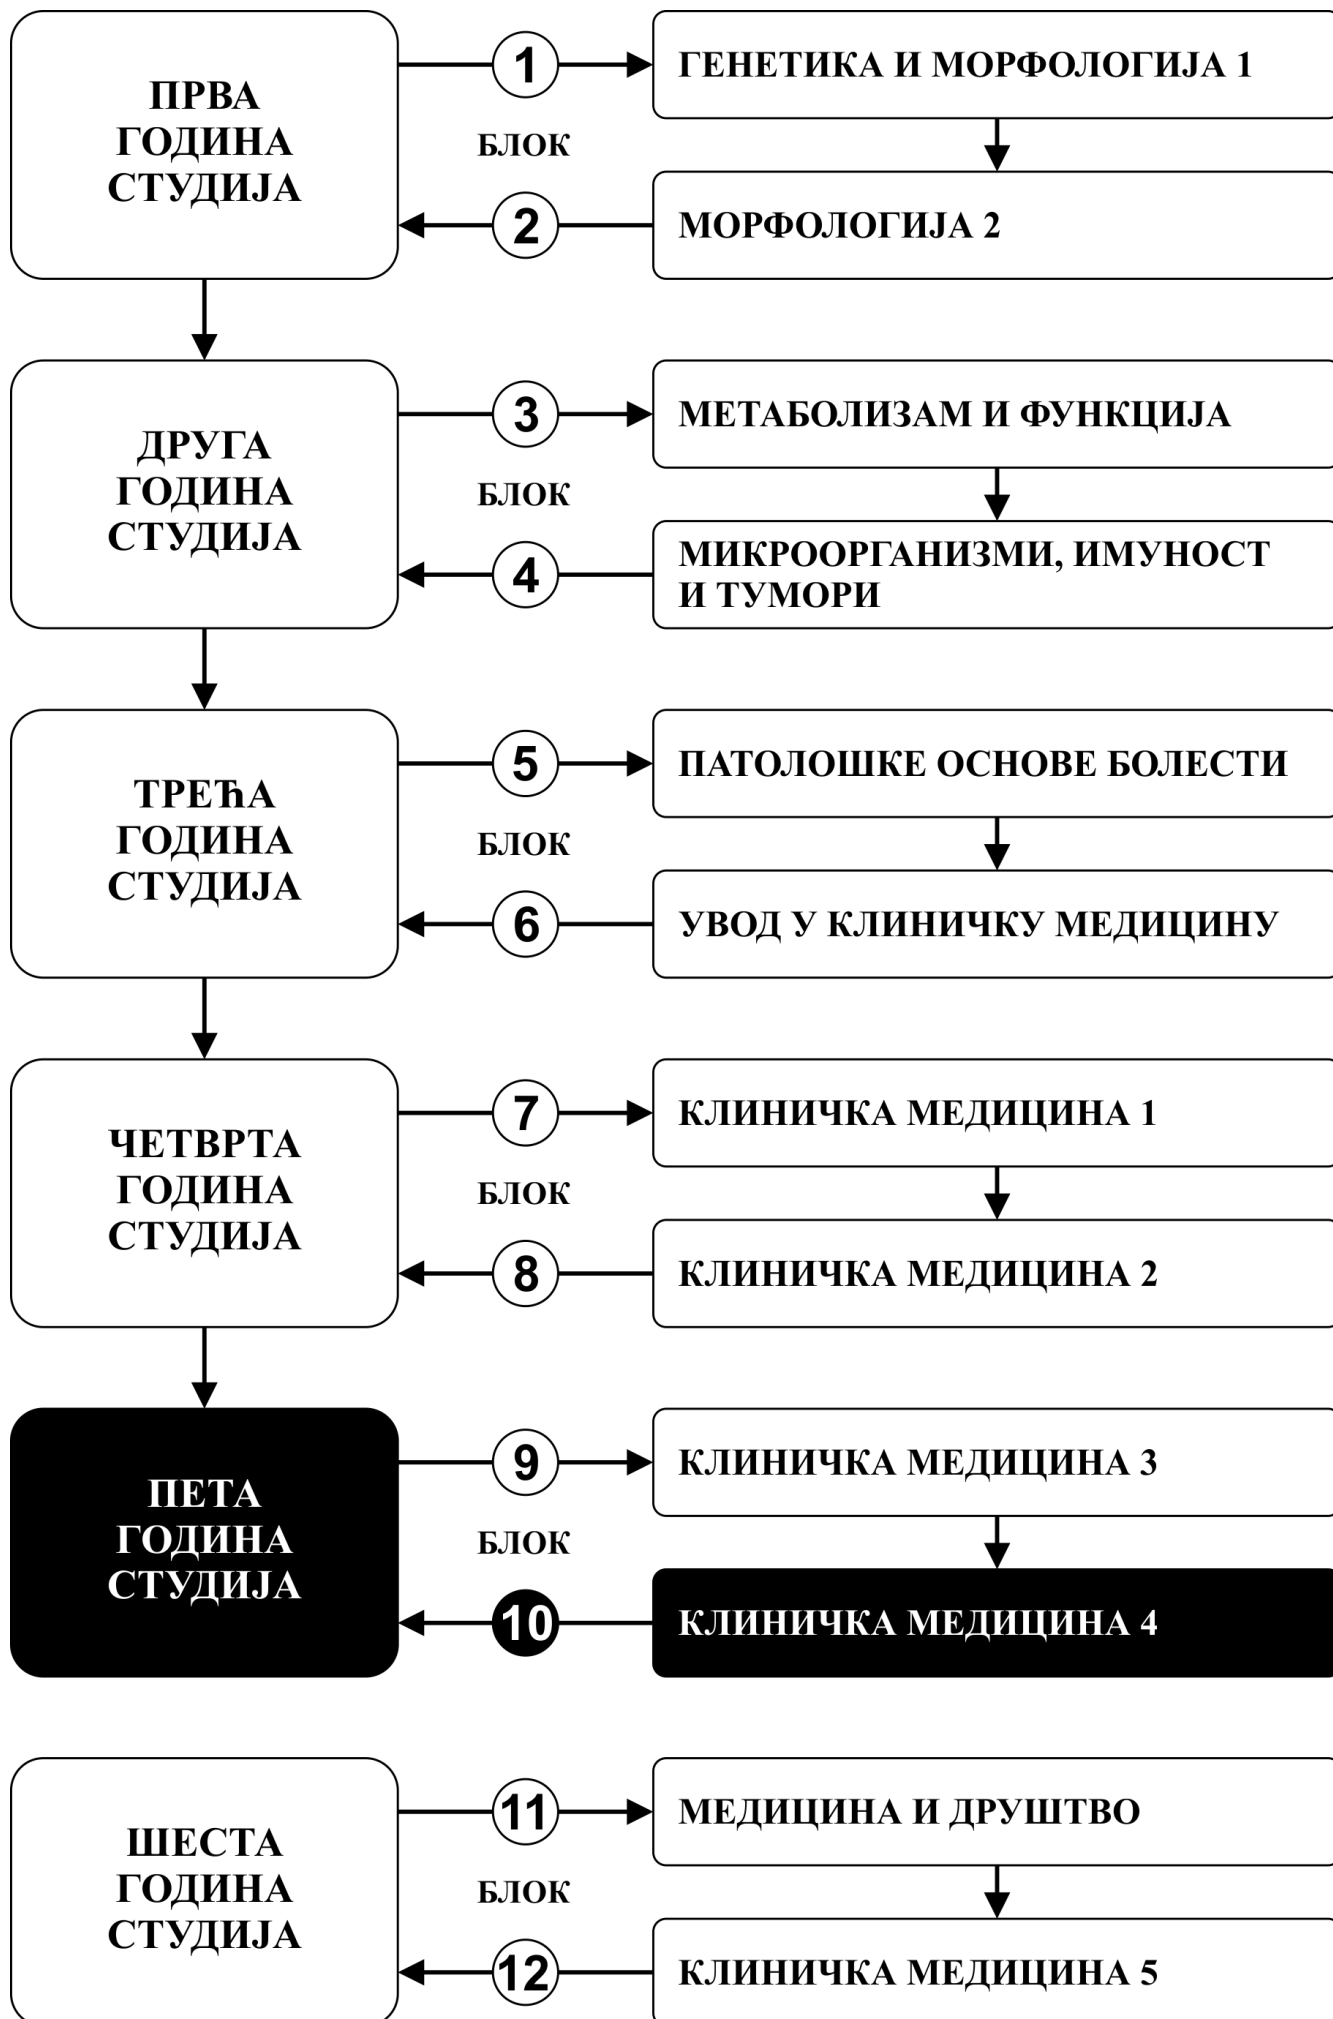 ПРВА
ГОДИНА
СТУДИЈА
1
ГЕНЕТИКА И МОРФОЛОГИЈА 1
БЛОК
2
МОРФОЛОГИЈА 2
ДРУГА
ГОДИНА
СТУДИЈА
3
МЕТАБОЛИЗАМ И ФУНКЦИЈА
БЛОК
4
МИКРООРГАНИЗМИ, ИМУНОСТ
И ТУМОРИ
ТРЕЋА
ГОДИНА
СТУДИЈА
5
ПАТОЛОШКЕ ОСНОВЕ БОЛЕСТИ
БЛОК
6
УВОД У КЛИНИЧКУ МЕДИЦИНУ
ЧЕТВРТА
ГОДИНА
СТУДИЈА
7
КЛИНИЧКА МЕДИЦИНА 1
БЛОК
8
КЛИНИЧКА МЕДИЦИНА 2
ПЕТА
ГОДИНА
СТУДИЈА
9
КЛИНИЧКА МЕДИЦИНА 3
БЛОК
10
КЛИНИЧКА МЕДИЦИНА 4
ШЕСТА
ГОДИНА
СТУДИЈА
11
МЕДИЦИНА И ДРУШТВО
БЛОК
12
КЛИНИЧКА МЕДИЦИНА 5